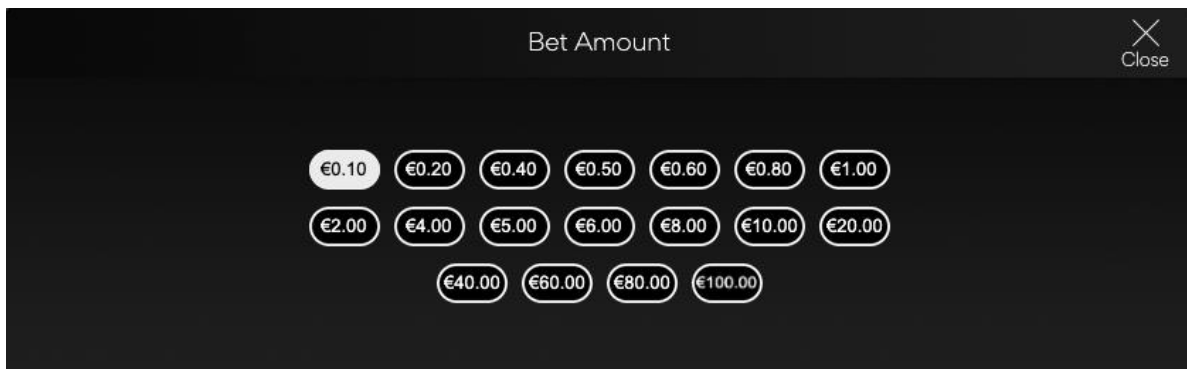 Bet Amount
Close
€0.10 €0.20 €0.40 €0.50 €0.60 €0.80 €1.00
€2.00 €4.00 €5.00 €6.00 €8.00 €10.00 €20.00
€40.00 €60.00 €80.00 €100.00